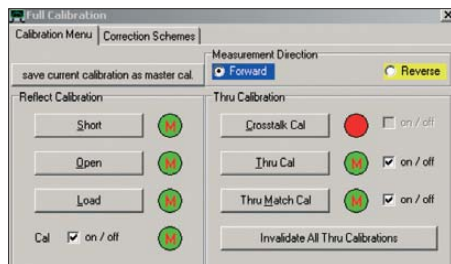 Full Calibration
Calibration Menu
Correction Schemes
save current calibration as master cal.
Measurement Direction
Forward
Reverse
Reflect Calibration
Short M
Open M
Load M
Cal on / off M
Thru Calibration
Crosstalk Cal on / off
Thru Cal M on / off
Thru Match Cal M on / off
Invalidate All Thru Calibrations